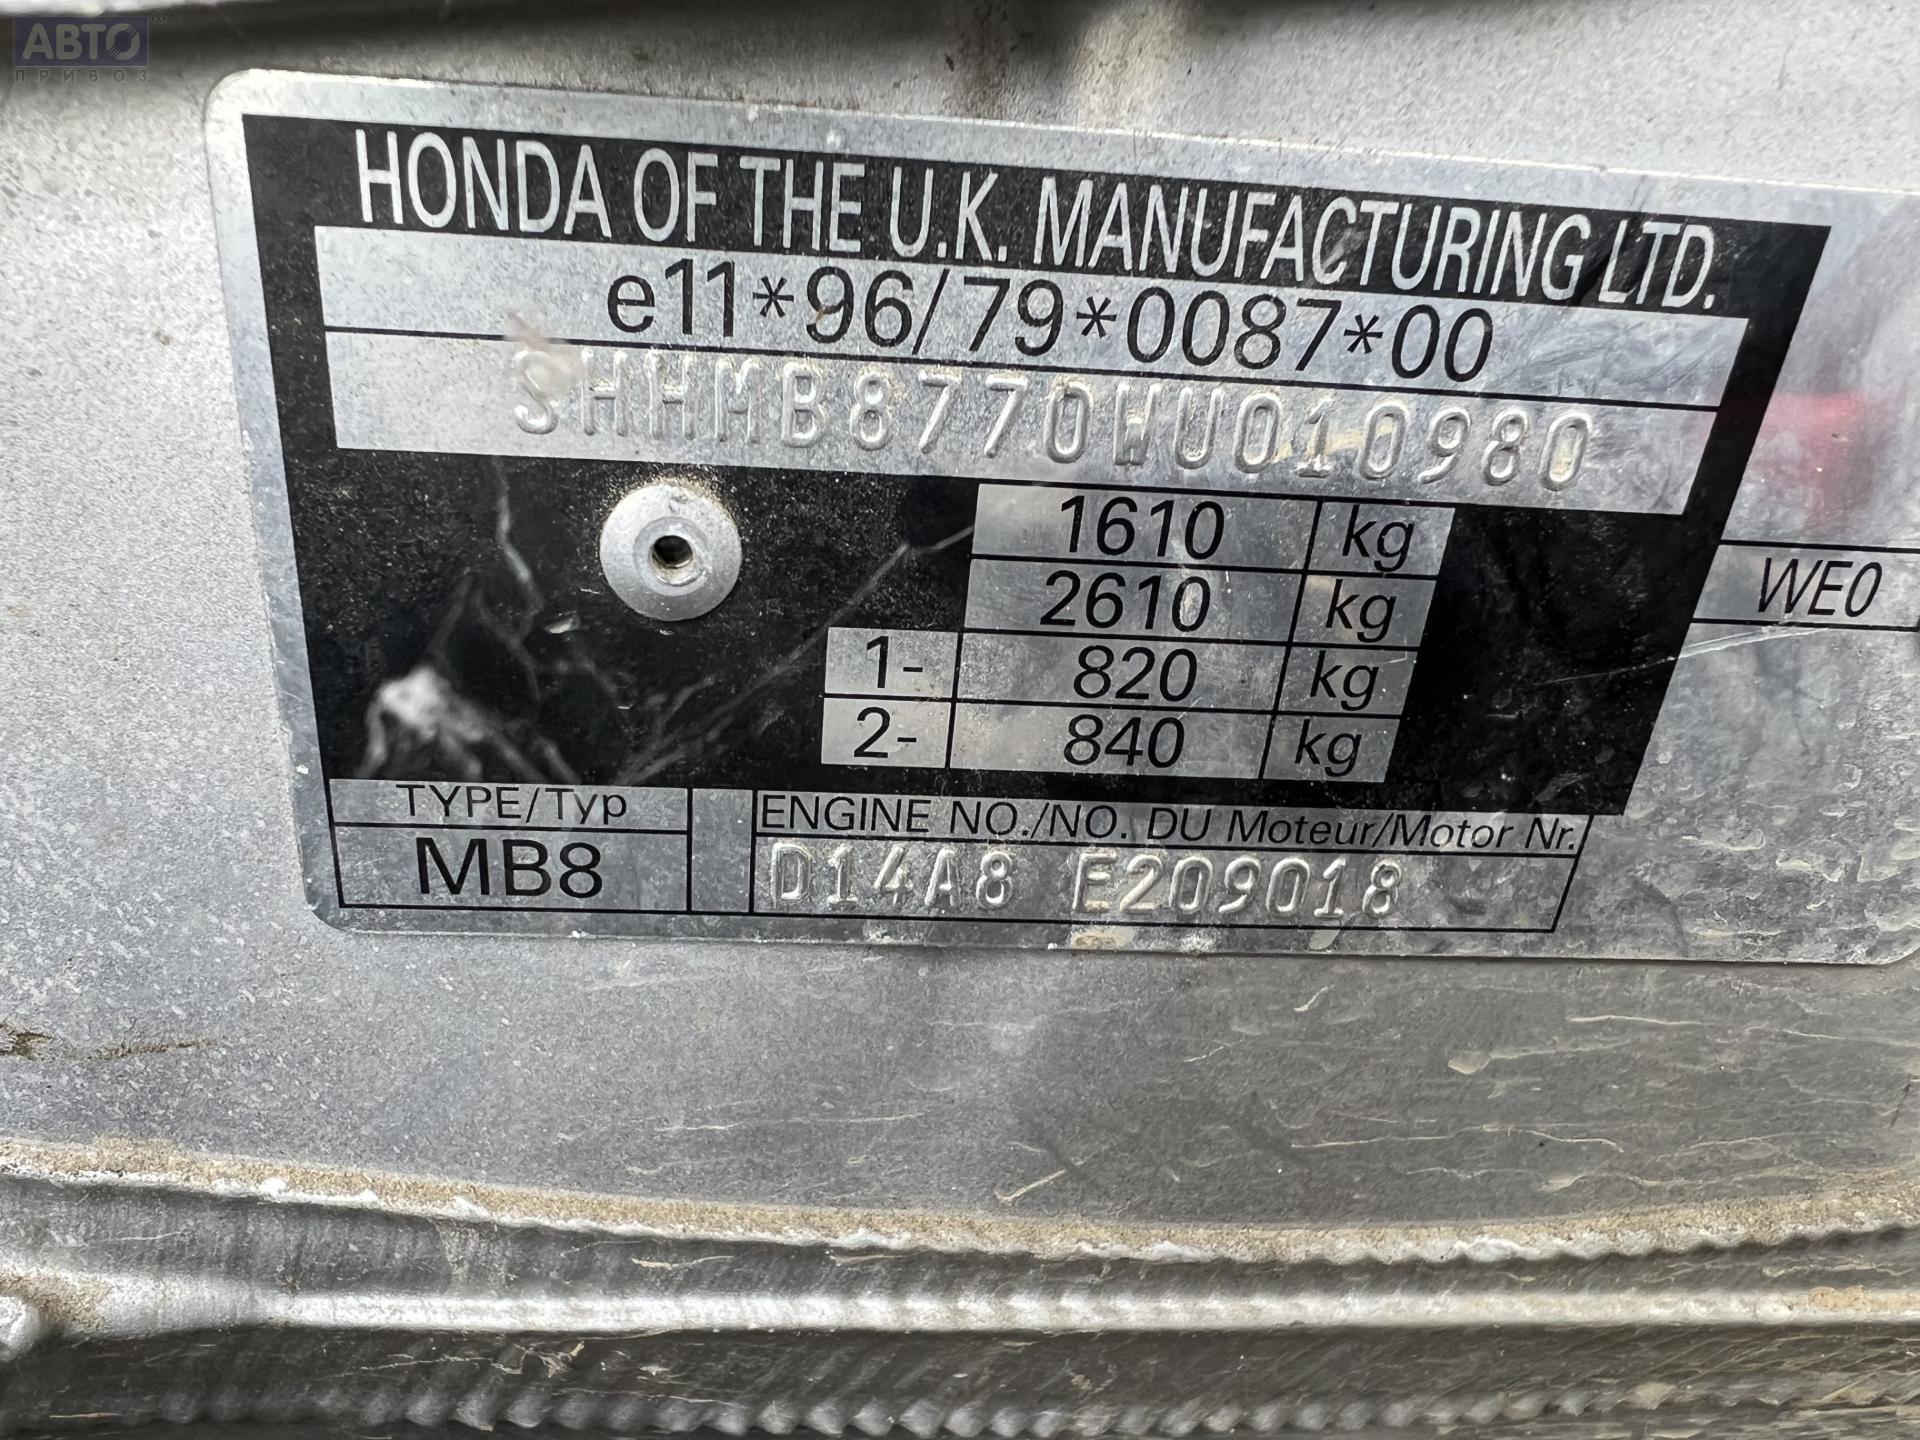 АВТО
ПРИВОЗ
HONDA OF THE U.K. MANUFACTURING LTD.
e11*96/79*0087*00
SHHMB8770WU010980
1610 kg
2610 kg
WE0
1- 820 kg
2- 840 kg
TYPE/Typ
ENGINE NO./NO. DU Moteur/Motor Nr.
MB8
D14A8 E209018